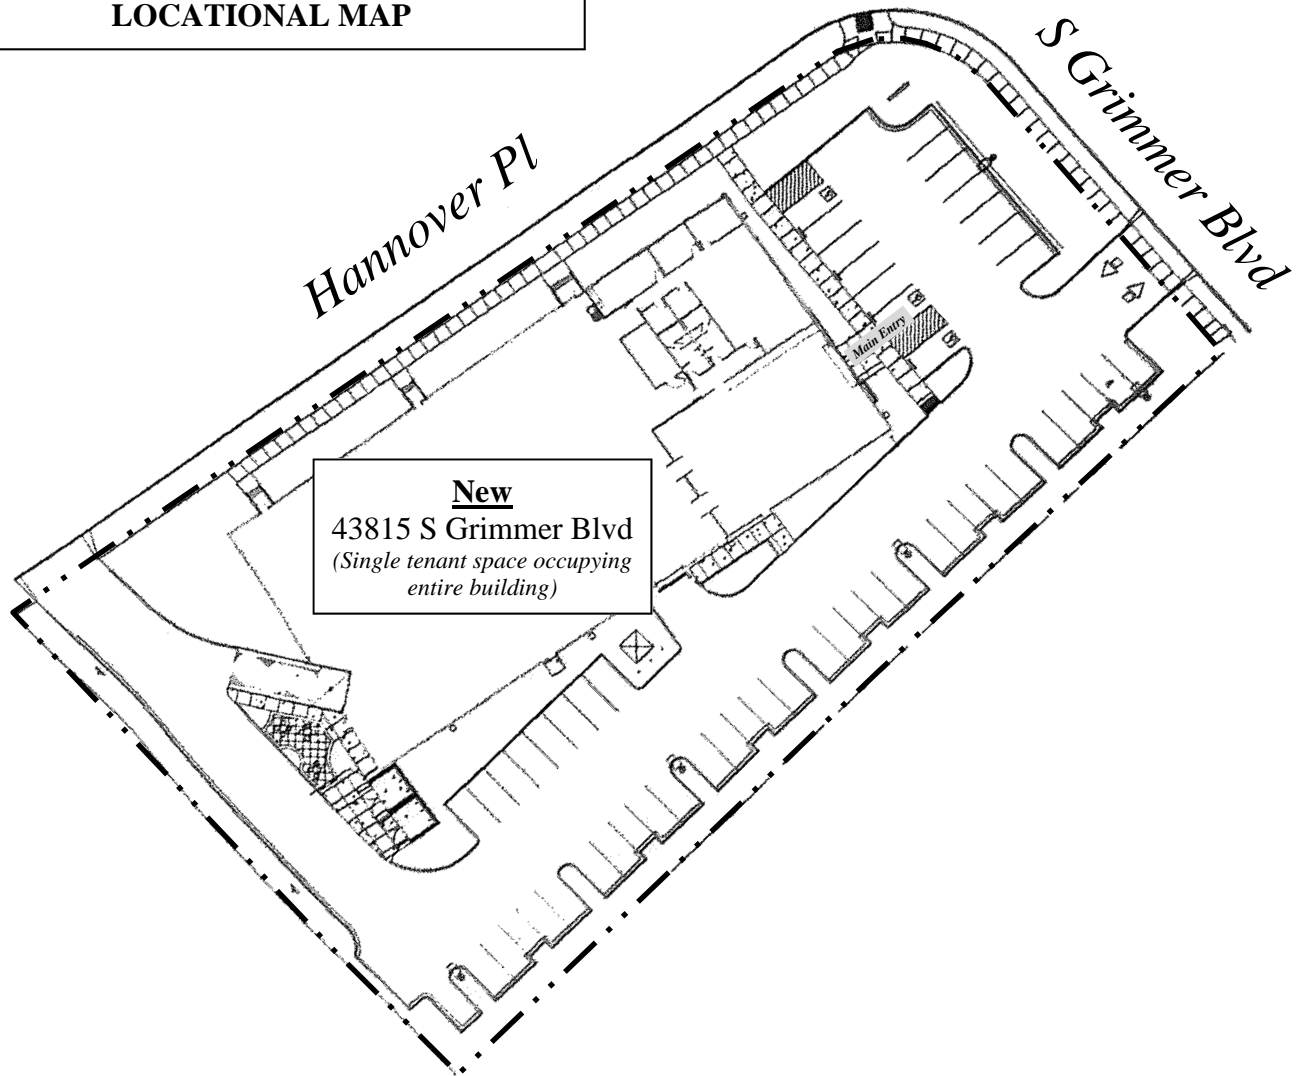 LOCATIONAL MAP
S Grimmer Blvd
Hannover Pl
Main Entry
New
43815 S Grimmer Blvd
(Single tenant space occupying
entire building)